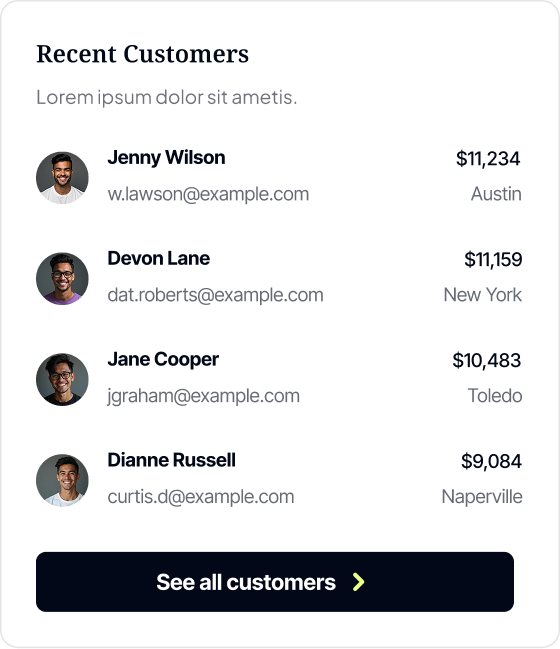 Recent Customers
Lorem ipsum dolor sit ametis.
Jenny Wilson $11,234
w.lawson@example.com Austin
Devon Lane $11,159
dat.roberts@example.com New York
Jane Cooper $10,483
jgraham@example.com Toledo
Dianne Russell $9,084
curtis.d@example.com Naperville
See all customers